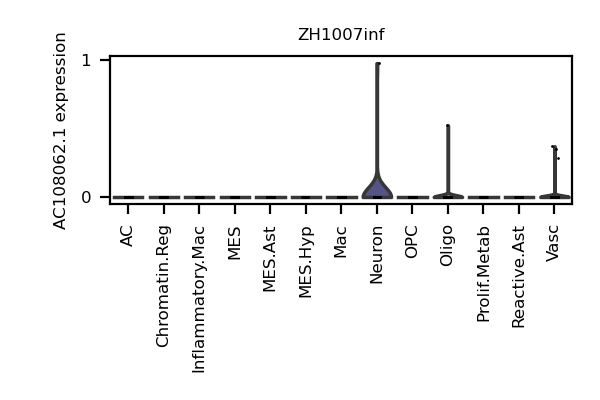 ZH1007inf
AC108062.1 expression
1
0
AC
Chromatin.Reg
Inflammatory.Mac
MES
MES.Ast
MES.Hyp
Mac
Neuron
OPC
Oligo
Prolif.Metab
Reactive.Ast
Vasc